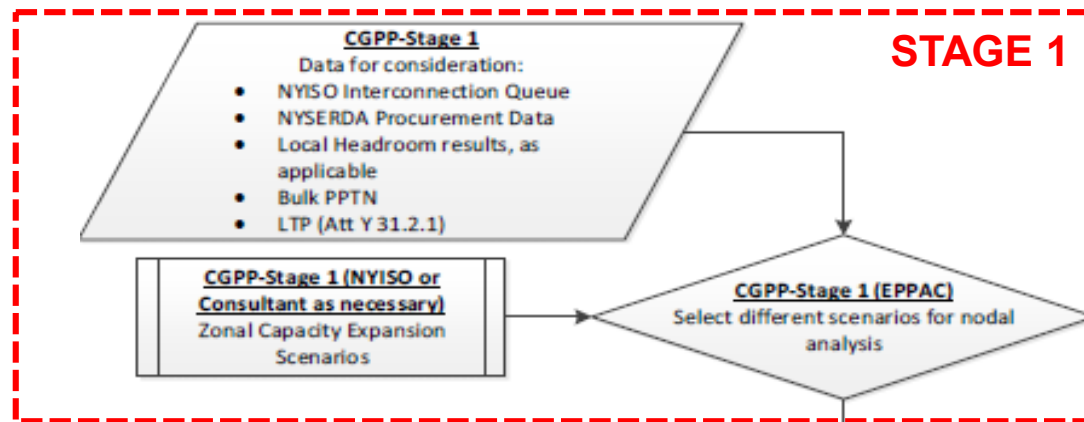 CGPP-Stage 1
STAGE 1
Data for consideration:
• NYISO Interconnection Queue
• NYSERDA Procurement Data
• Local Headroom results, as
applicable
• Bulk PPTN
• LTP (Att Y 31.2.1)
CGPP-Stage 1 (NYISO or
Consultant as necessary)
Zonal Capacity Expansion
Scenarios
CGPP-Stage 1 (EPPAC)
Select different scenarios for nodal
analysis